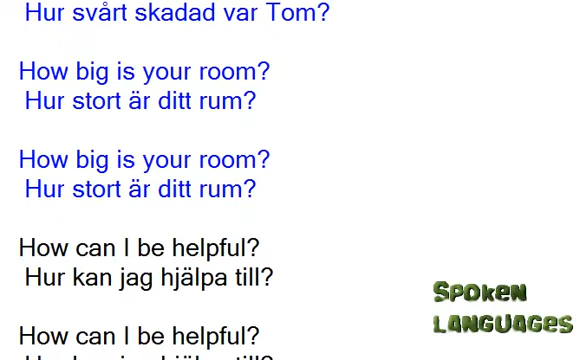 Hur svårt skadad var Tom?
How big is your room?
Hur stort är ditt rum?
How big is your room?
Hur stort är ditt rum?
How can I be helpful?
Hur kan jag hjälpa till?
How can I be helpful?
SPOKEN
LANGUAGES